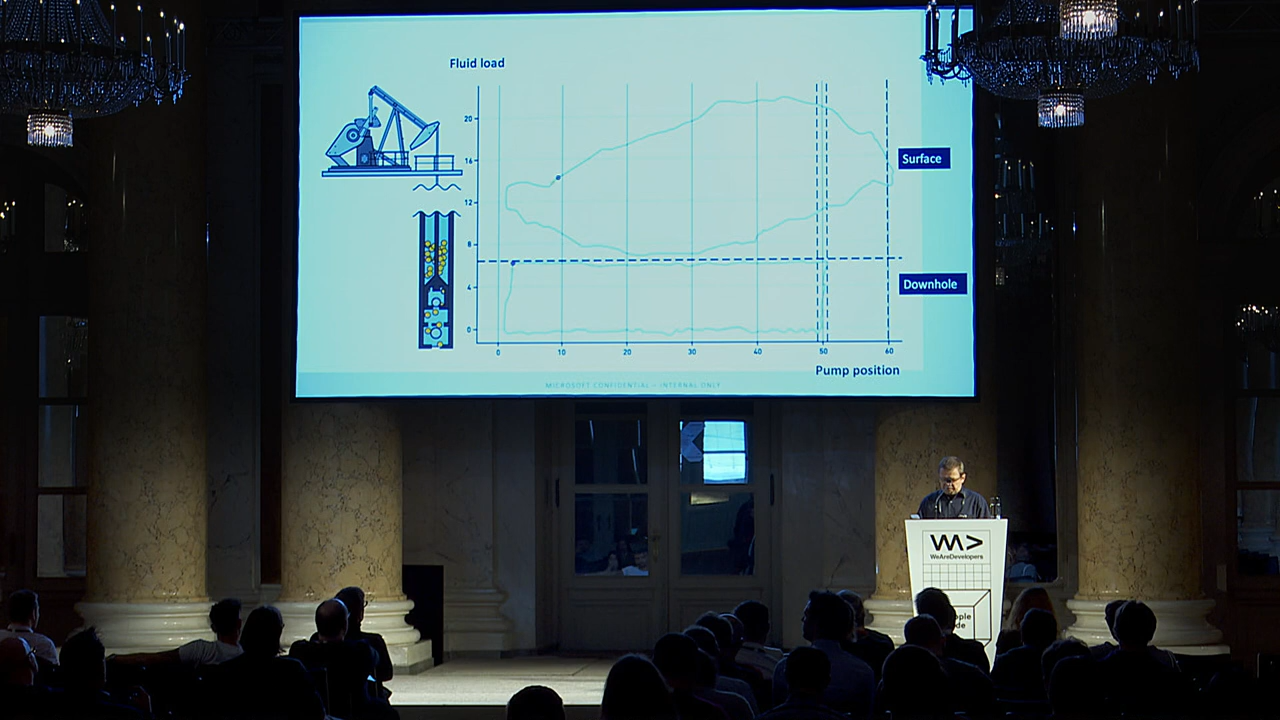 Fluid load
20
16
12
8
4
0
0 10 20 30 40 50 60
Surface
Downhole
Pump position
MICROSOFT CONFIDENTIAL – INTERNAL ONLY
WeAreDevelopers